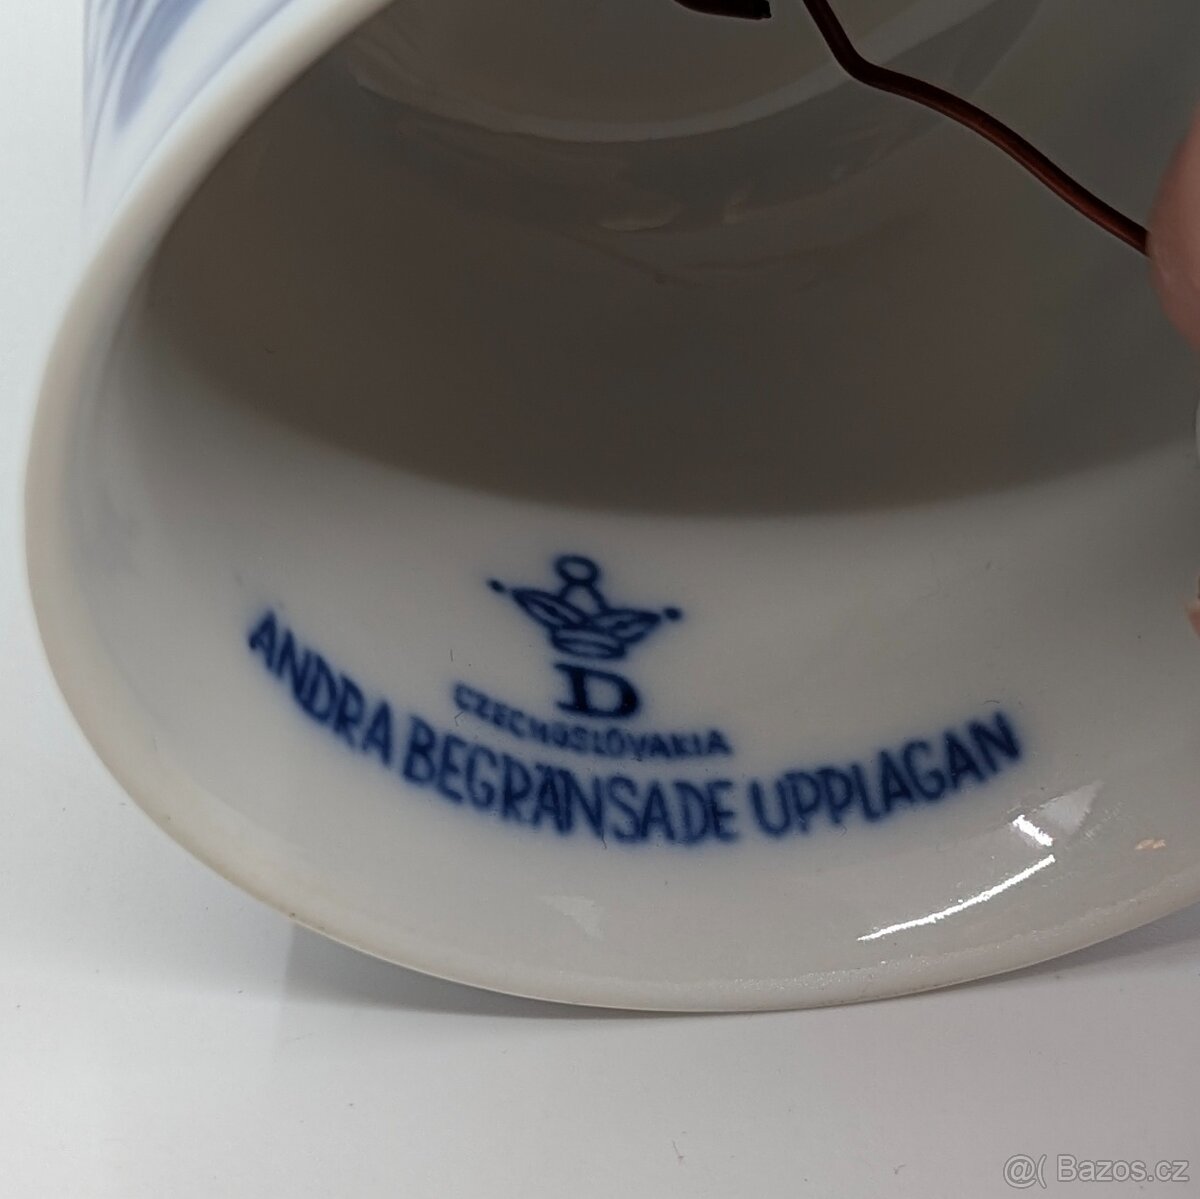 D
CZECHOSLOVAKIA
ANDRA BEGRÄNSADE UPPLAGAN
@( Bazos.cz